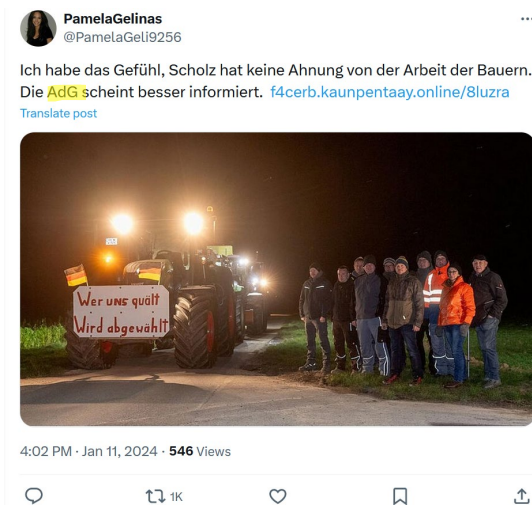 PamelaGelinas
@PamelaGeli9256
Ich habe das Gefühl, Scholz hat keine Ahnung von der Arbeit der Bauern.
Die AdG scheint besser informiert. f4cerb.kaunpentaay.online/8luzra
Translate post
Wer uns quält
Wird abgewählt
4:02 PM · Jan 11, 2024 · 546 Views
1K